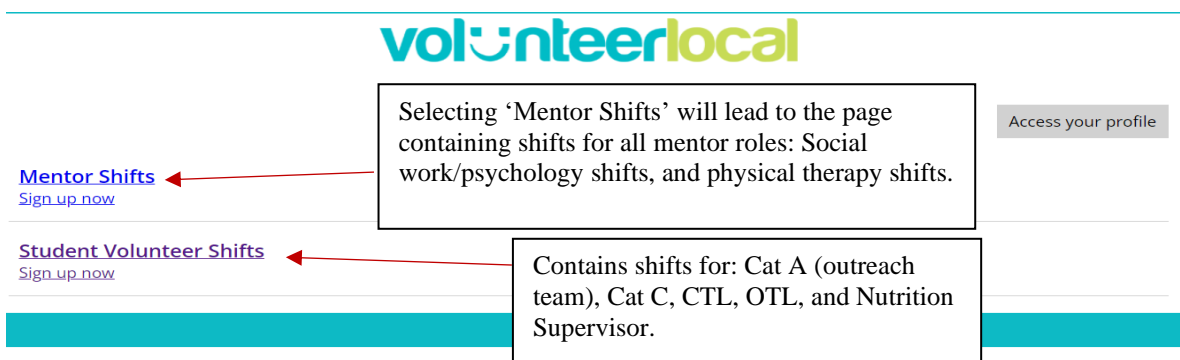 volunteerlocal
Selecting ‘Mentor Shifts’ will lead to the page
containing shifts for all mentor roles: Social
work/psychology shifts, and physical therapy shifts.
Access your profile
Mentor Shifts
Sign up now
Student Volunteer Shifts
Sign up now
Contains shifts for: Cat A (outreach
team), Cat C, CTL, OTL, and Nutrition
Supervisor.